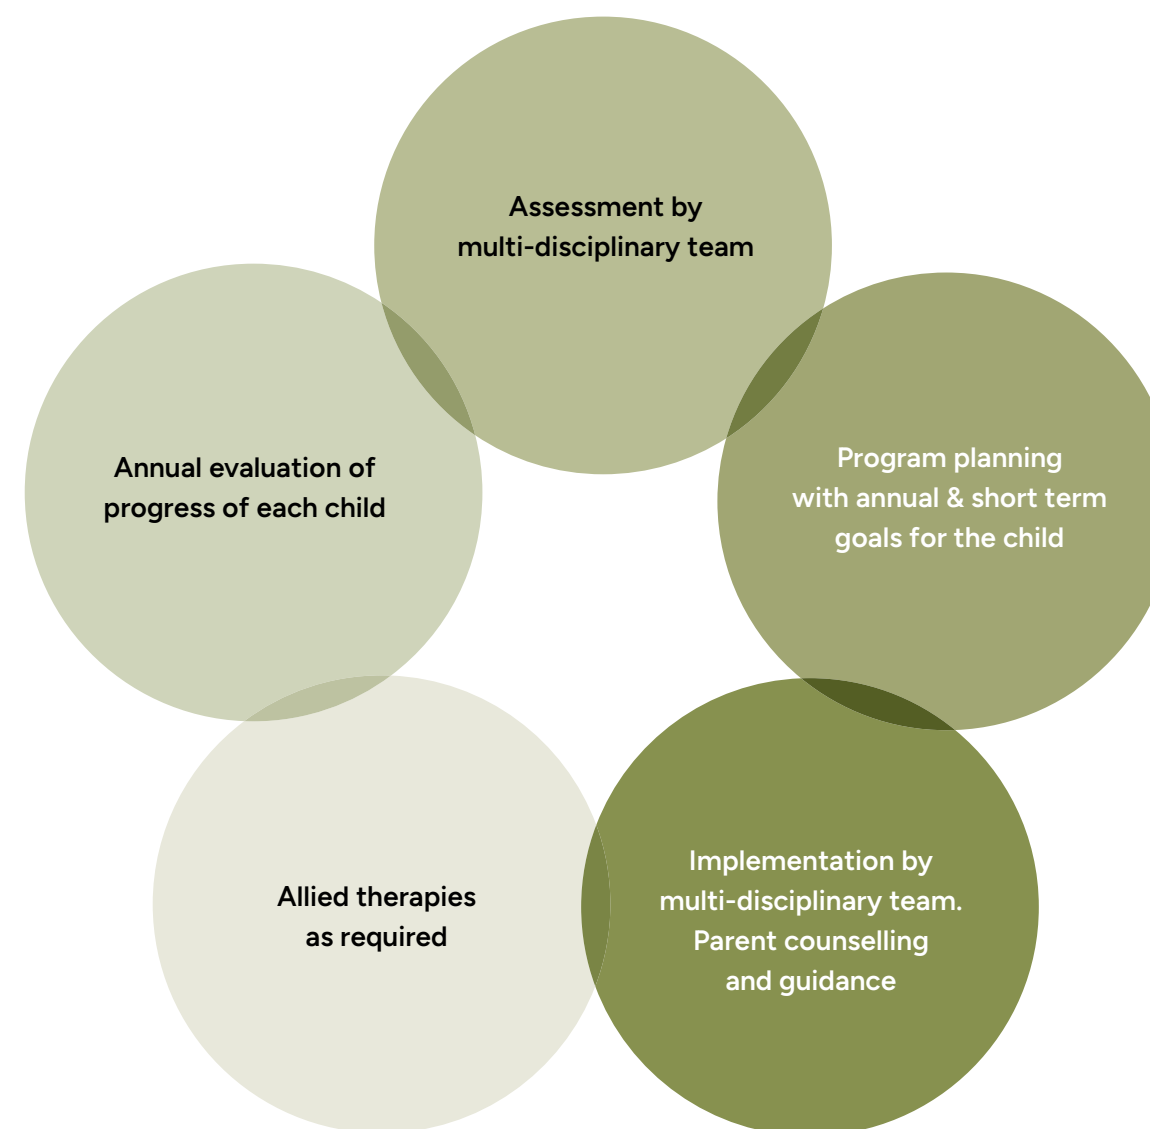 Assessment by
multi-disciplinary team
Program planning
with annual & short term
goals for the child
Implementation by
multi-disciplinary team.
Parent counselling
and guidance
Allied therapies
as required
Annual evaluation of
progress of each child